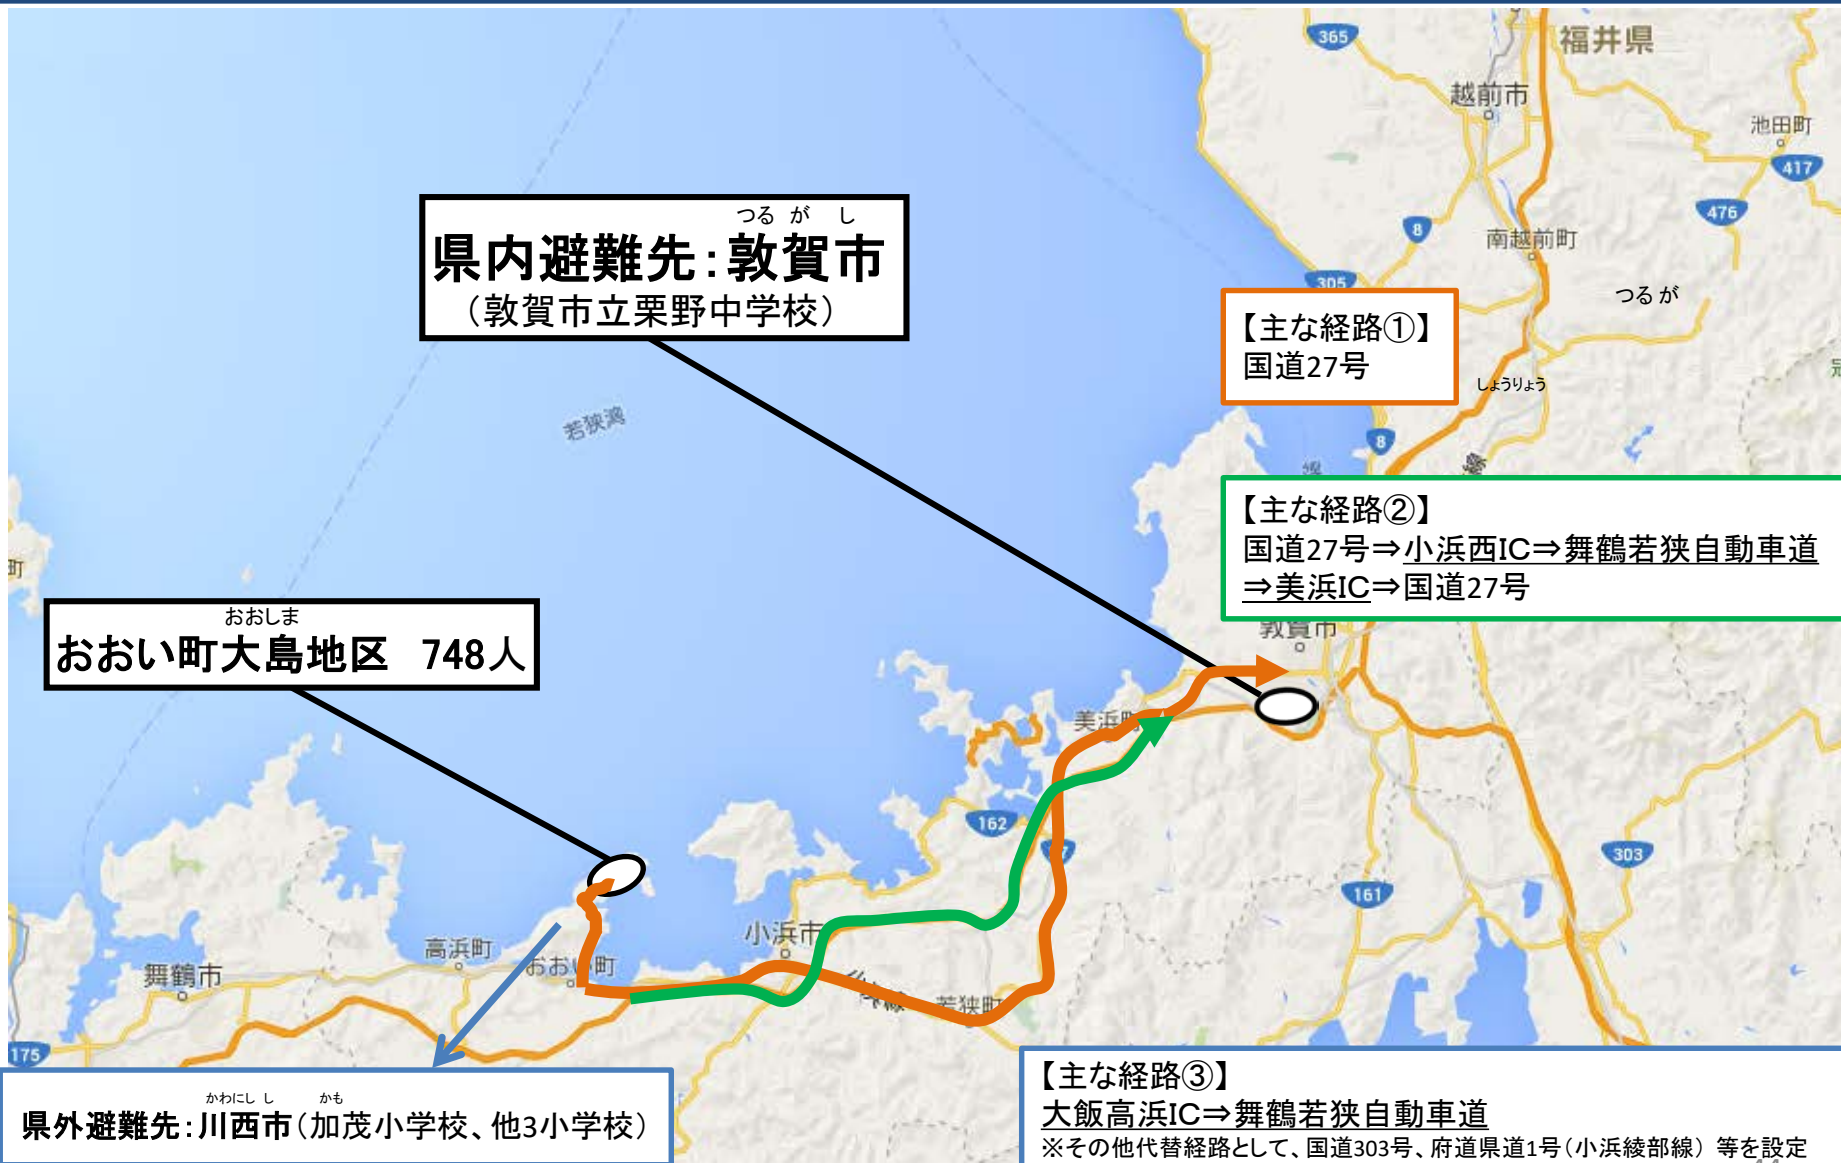 365
福井県
越前市
池田町
417
476
8
南越前町
305
つるが
つる が し
県内避難先：敦賀市
（敦賀市立粟野中学校）
【主な経路①】
国道27号
しょうりょう
若狭湾
8
線
【主な経路②】
国道27号⇒小浜西IC⇒舞鶴若狭自動車道
⇒美浜IC⇒国道27号
町
おおしま
おおい町大島地区　748人
敦賀市
美浜町
162
303
161
小浜市
高浜町
おおい町
舞鶴市
若狭町
175
【主な経路③】
大飯高浜IC⇒舞鶴若狭自動車道
※その他代替経路として、国道303号、府道県道1号（小浜綾部線）等を設定
かわにし し　かも
県外避難先：川西市（加茂小学校、他3小学校）